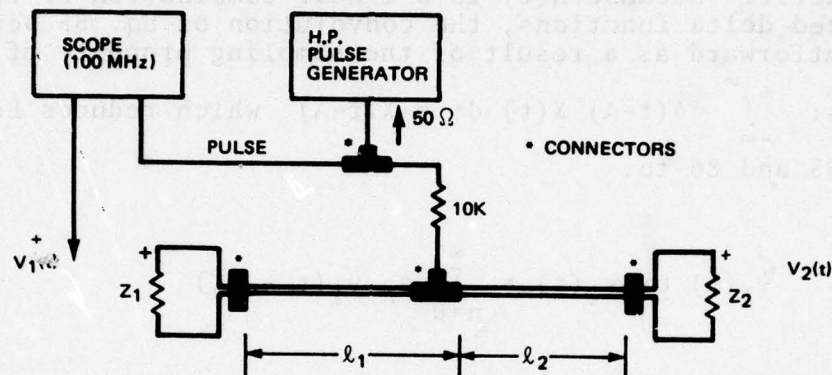 SCOPE
(100 MHz)
H.P.
PULSE
GENERATOR
50 Ω
PULSE
*
* CONNECTORS
10K
+
V1
*
*
*
+
+
Z1
Z2
V2(t)
ℓ1
ℓ2